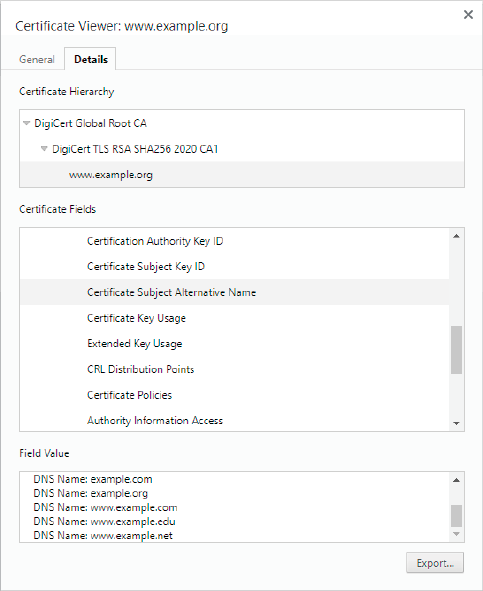 Certificate Viewer: www.example.org
General
Details
Certificate Hierarchy
DigiCert Global Root CA
DigiCert TLS RSA SHA256 2020 CA1
www.example.org
Certificate Fields
Certification Authority Key ID
Certificate Subject Key ID
Certificate Subject Alternative Name
Certificate Key Usage
Extended Key Usage
CRL Distribution Points
Certificate Policies
Authority Information Access
Field Value
DNS Name: example.com
DNS Name: example.org
DNS Name: www.example.com
DNS Name: www.example.edu
DNS Name: www.example.net
Export...